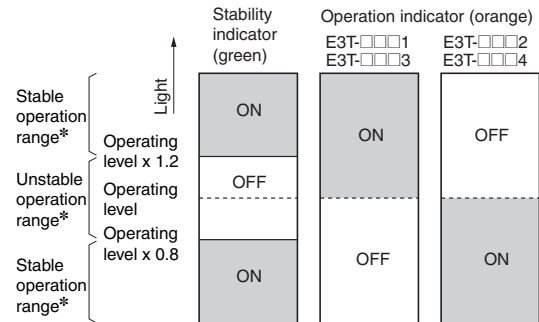 Stability
indicator
(green)
Operation indicator (orange)
E3T-□□□1
E3T-□□□3
E3T-□□□2
E3T-□□□4
Light
Stable
operation
range*
Operating
level x 1.2
Unstable
operation
range*
Operating
level
Operating
level x 0.8
Stable
operation
range*
ON
OFF
ON
ON
OFF
OFF
ON